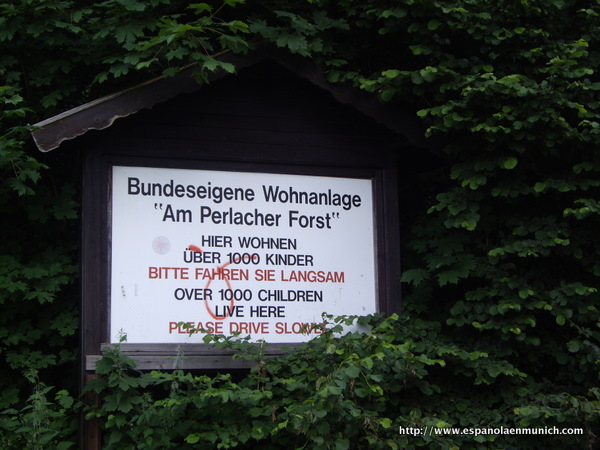 Bundeseigene Wohnanlage
"Am Perlacher Forst"
HIER WOHNEN
ÜBER 1000 KINDER
BITTE FAHREN SIE LANGSAM
OVER 1000 CHILDREN
LIVE HERE
PLEASE DRIVE SLOWLY
http://www.espanolaenmunich.com